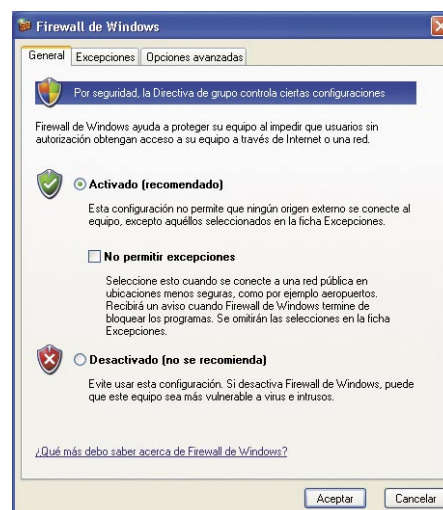 Firewall de Windows
General Excepciones Opciones avanzadas
Por seguridad, la Directiva de grupo controla ciertas configuraciones
Firewall de Windows ayuda a proteger su equipo al impedir que usuarios sin
autorización obtengan acceso a su equipo a través de Internet o una red.
Activado (recomendado)
Esta configuración no permite que ningún origen externo se conecte al
equipo, excepto aquéllos seleccionados en la ficha Excepciones.
No permitir excepciones
Seleccione esto cuando se conecte a una red pública en
ubicaciones menos seguras, como por ejemplo aeropuertos.
Recibirá un aviso cuando Firewall de Windows termine de
bloquear los programas. Se omitirán las selecciones en la ficha
Excepciones.
Desactivado (no se recomienda)
Evite usar esta configuración. Si desactiva Firewall de Windows, puede
que este equipo sea más vulnerable a virus e intrusos.
¿Qué más debo saber acerca de Firewall de Windows?
Aceptar Cancelar